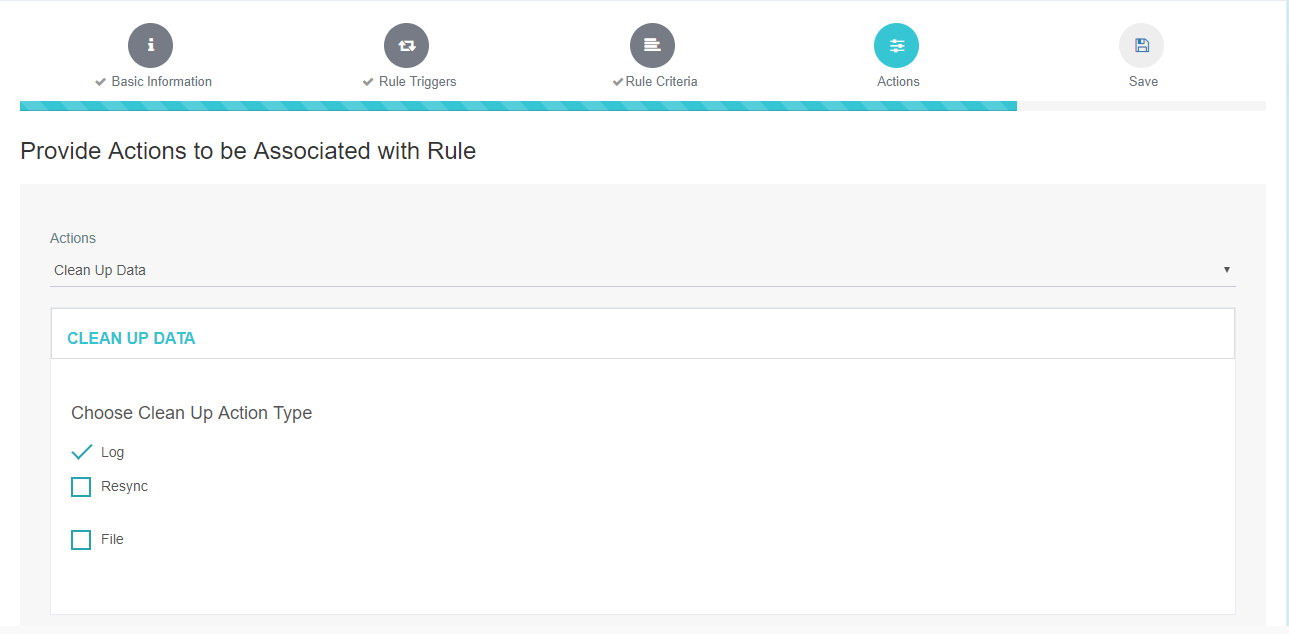 Basic Information
Rule Triggers
Rule Criteria
Actions
Save
Provide Actions to be Associated with Rule
Actions
Clean Up Data
CLEAN UP DATA
Choose Clean Up Action Type
Log
Resync
File